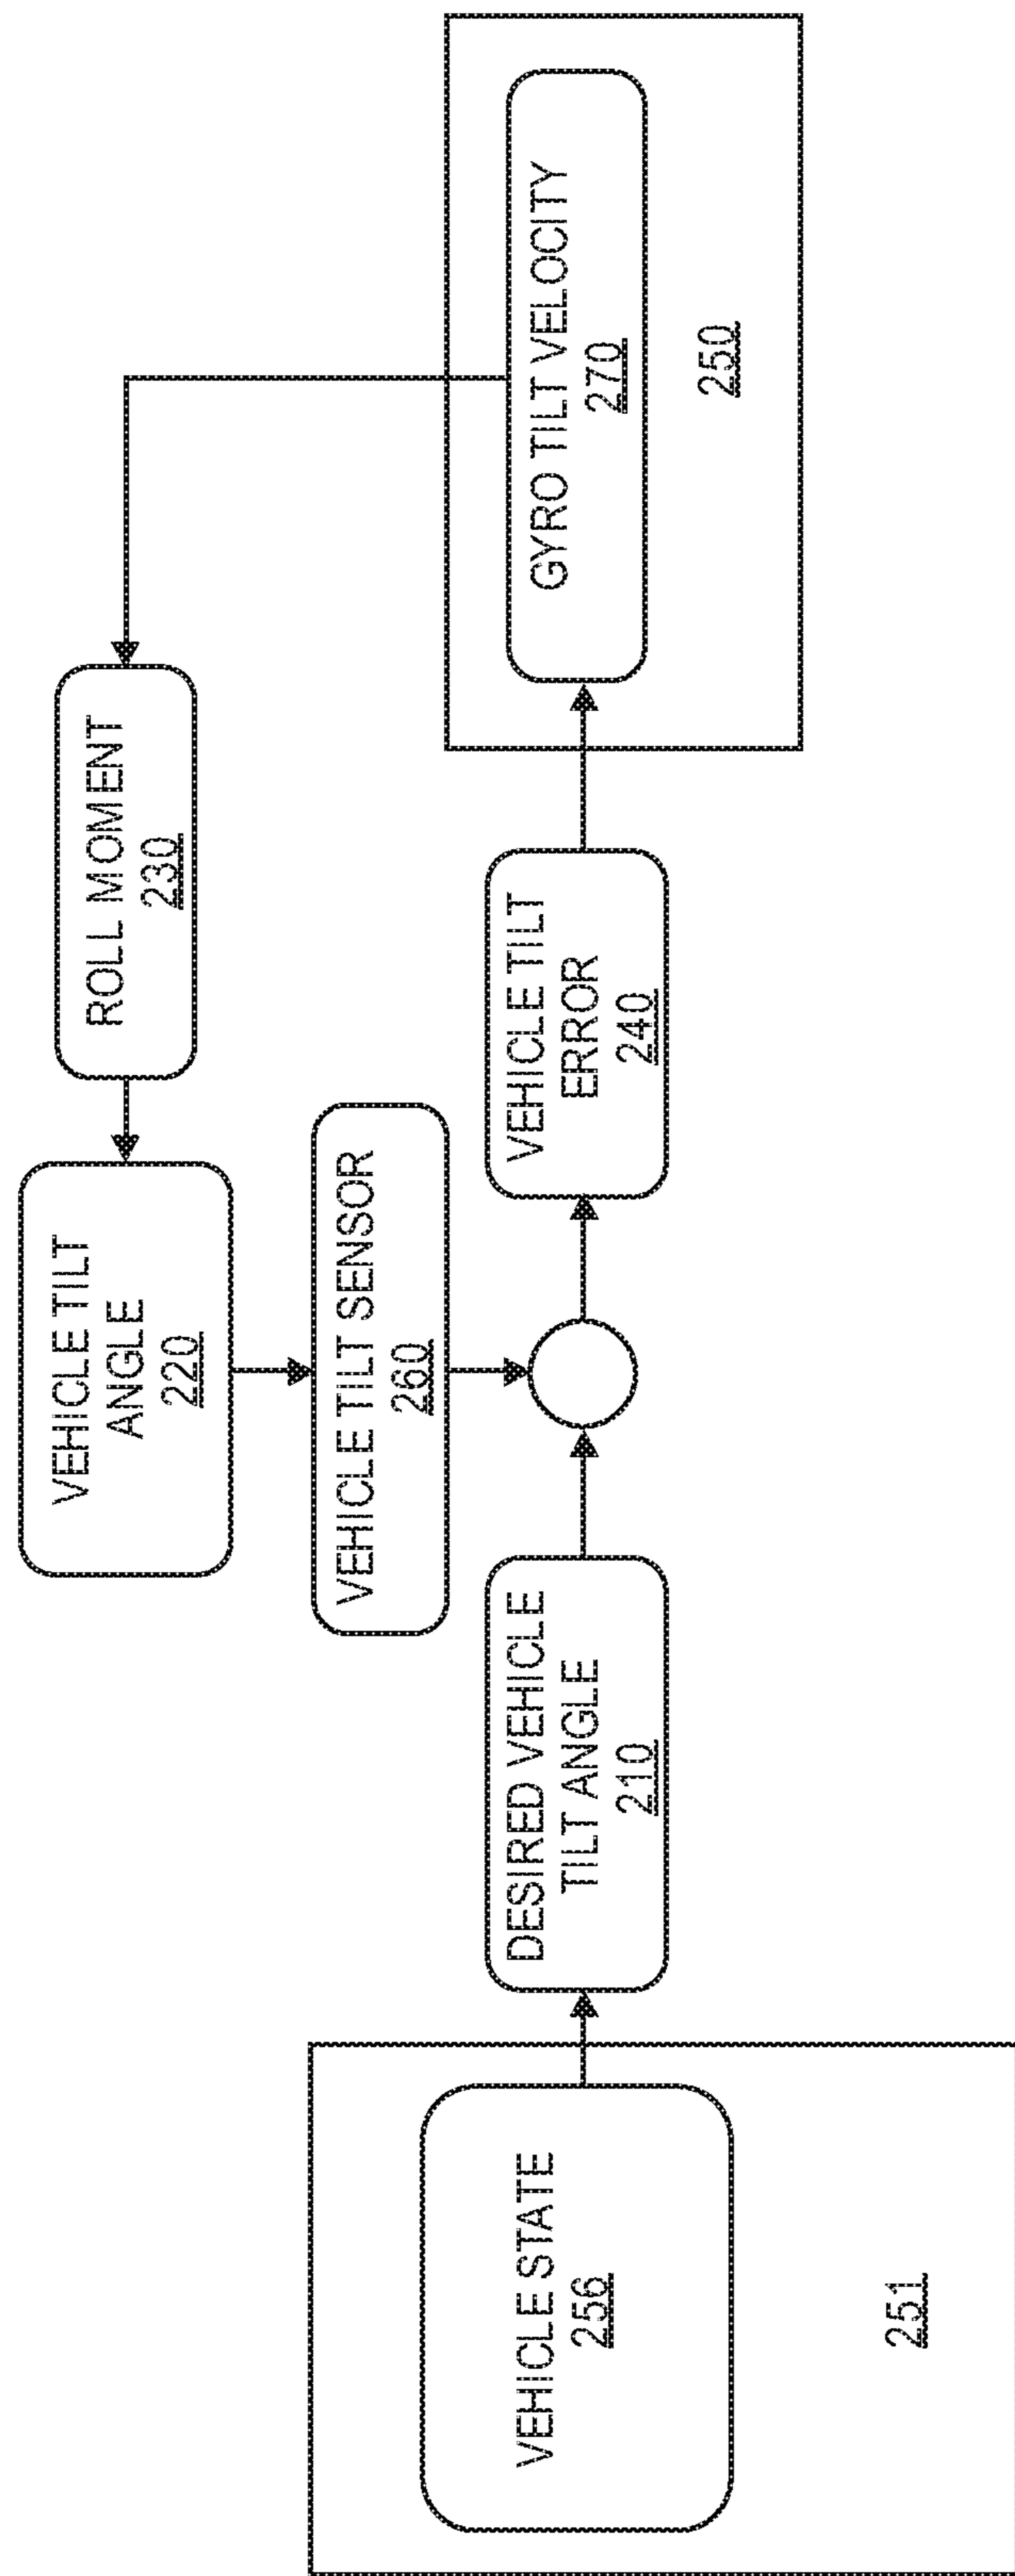 VEHICLE TILT
ANGLE
220
ROLL MOMENT
230
VEHICLE TILT SENSOR
260
VEHICLE STATE
256
251
DESIRED VEHICLE
TILT ANGLE
210
VEHICLE TILT
ERROR
240
GYRO TILT VELOCITY
270
250